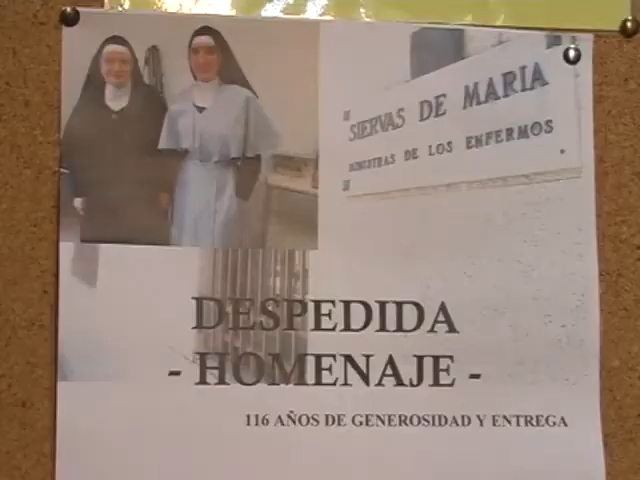 SIERVAS DE MARIA
MINISTRAS DE LOS ENFERMOS
DESPEDIDA
- HOMENAJE -
116 AÑOS DE GENEROSIDAD Y ENTREGA